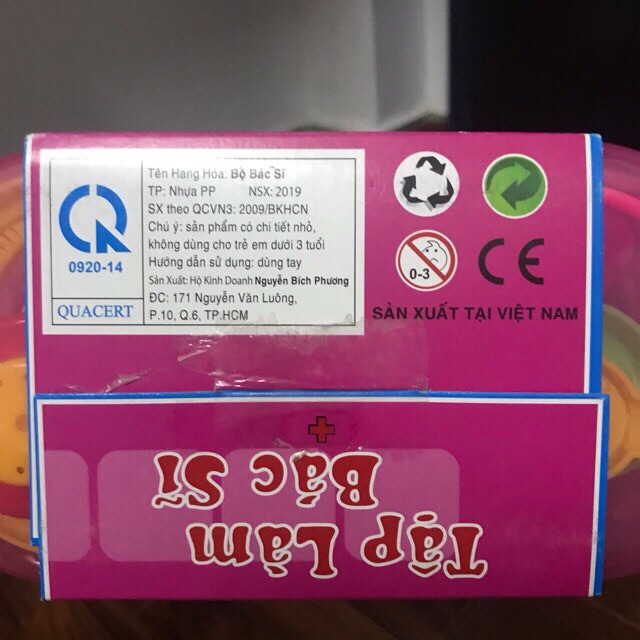 Tên Hàng Hóa: Bộ Bác Sĩ
TP: Nhựa PP NSX: 2019
SX theo QCVN3: 2009/BKHCN
Chú ý: sản phẩm có chi tiết nhỏ,
không dùng cho trẻ em dưới 3 tuổi
Hướng dẫn sử dụng: dùng tay
Sản Xuất: Hộ Kinh Doanh Nguyễn Bích Phương
ĐC: 171 Nguyễn Văn Luông,
P.10, Q.6, TP.HCM
0920-14
QUACERT
0-3
CE
SẢN XUẤT TẠI VIỆT NAM
Tập Làm
Bác Sĩ